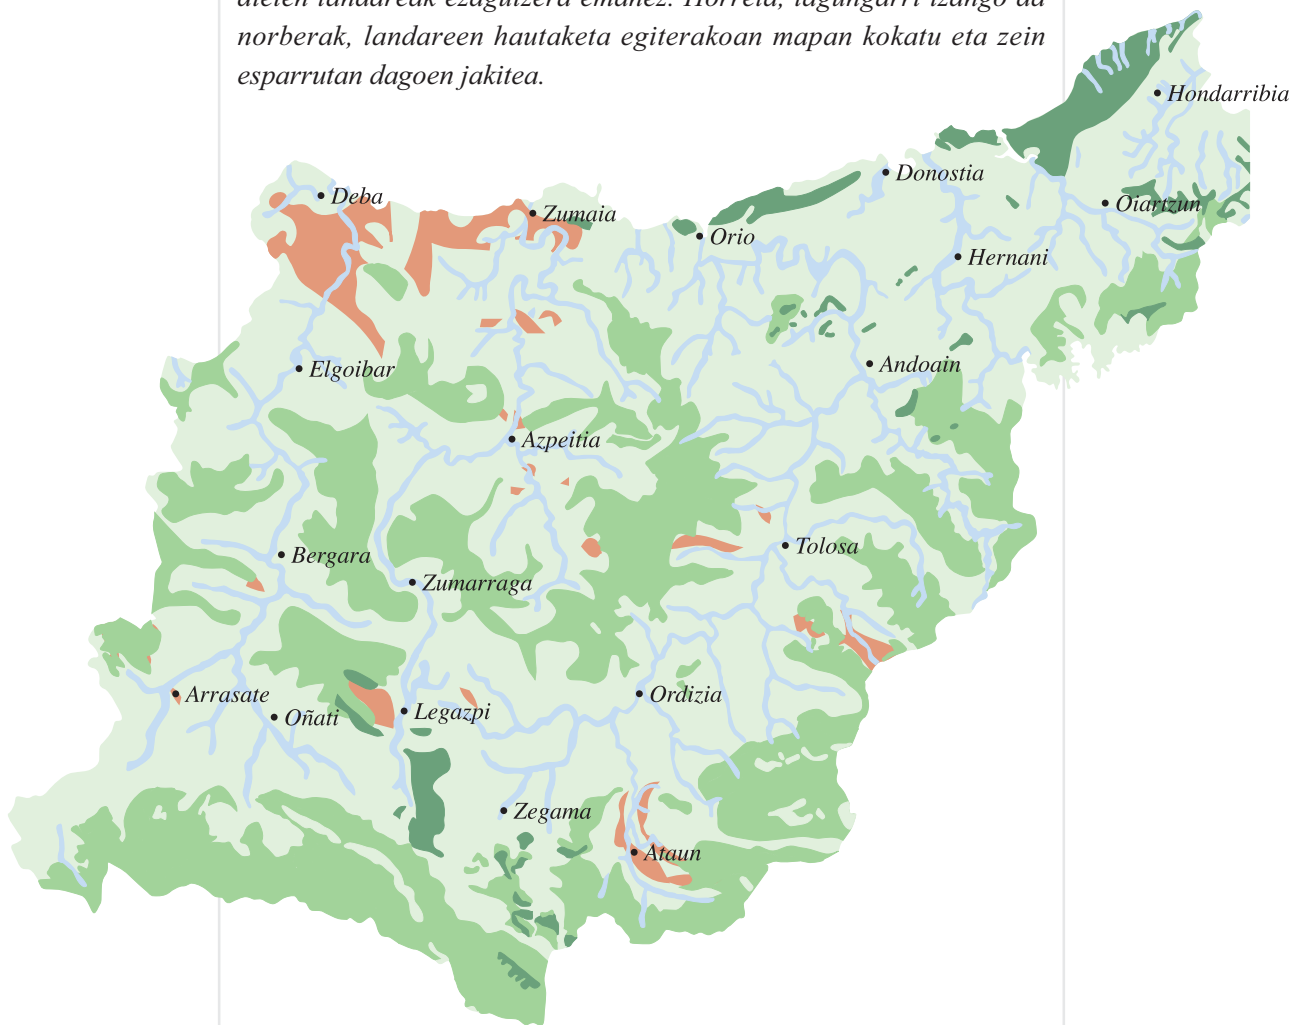 norberak, landareen hautaketa egiterakoan mapan kokatu eta zein
esparrutan dagoen jakitea.
Hondarribia
Donostia
Deba
Oiartzun
Zumaia
Orio
Hernani
Andoain
Elgoibar
Azpeitia
Tolosa
Bergara
Zumarraga
Arrasate
Ordizia
Legazpi
Oñati
Zegama
Ataun